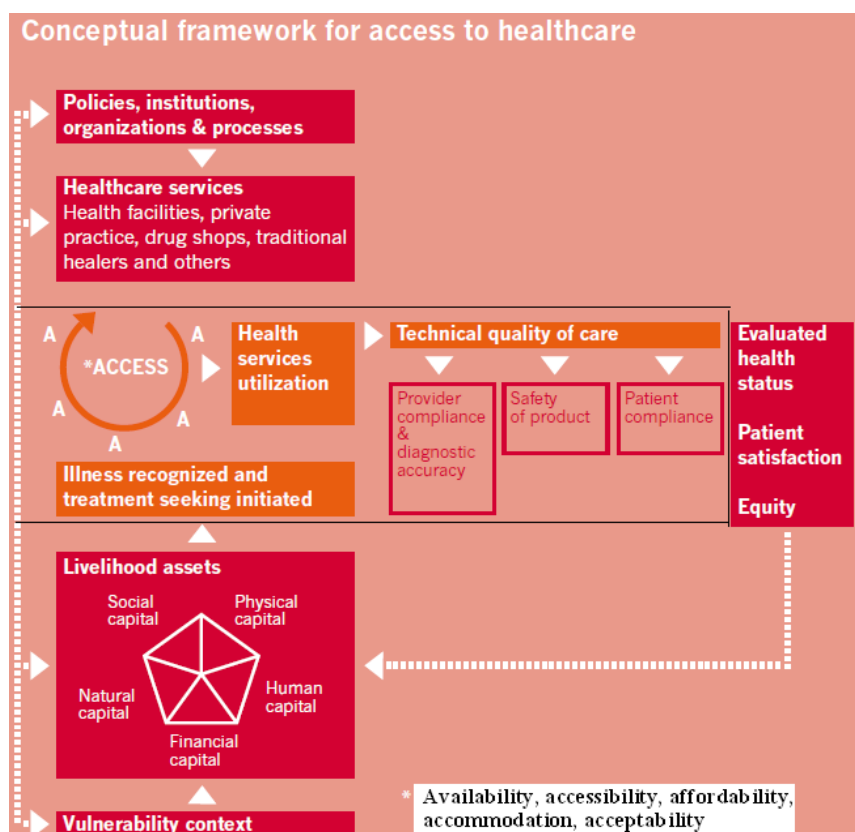 Conceptual framework for access to healthcare
Policies, institutions,
organizations & processes
Healthcare services
Health facilities, private
practice, drug shops, traditional
healers and others
A
A
A
A
A
*ACCESS
Health
services
utilization
Technical quality of care
Provider
compliance
&
diagnostic
accuracy
Safety
of product
Patient
compliance
Evaluated
health
status
Patient
satisfaction
Equity
Illness recognized and
treatment seeking initiated
Livelihood assets
Social
capital
Physical
capital
Natural
capital
Human
capital
Financial
capital
Vulnerability context
* Availability, accessibility, affordability,
accommodation, acceptability